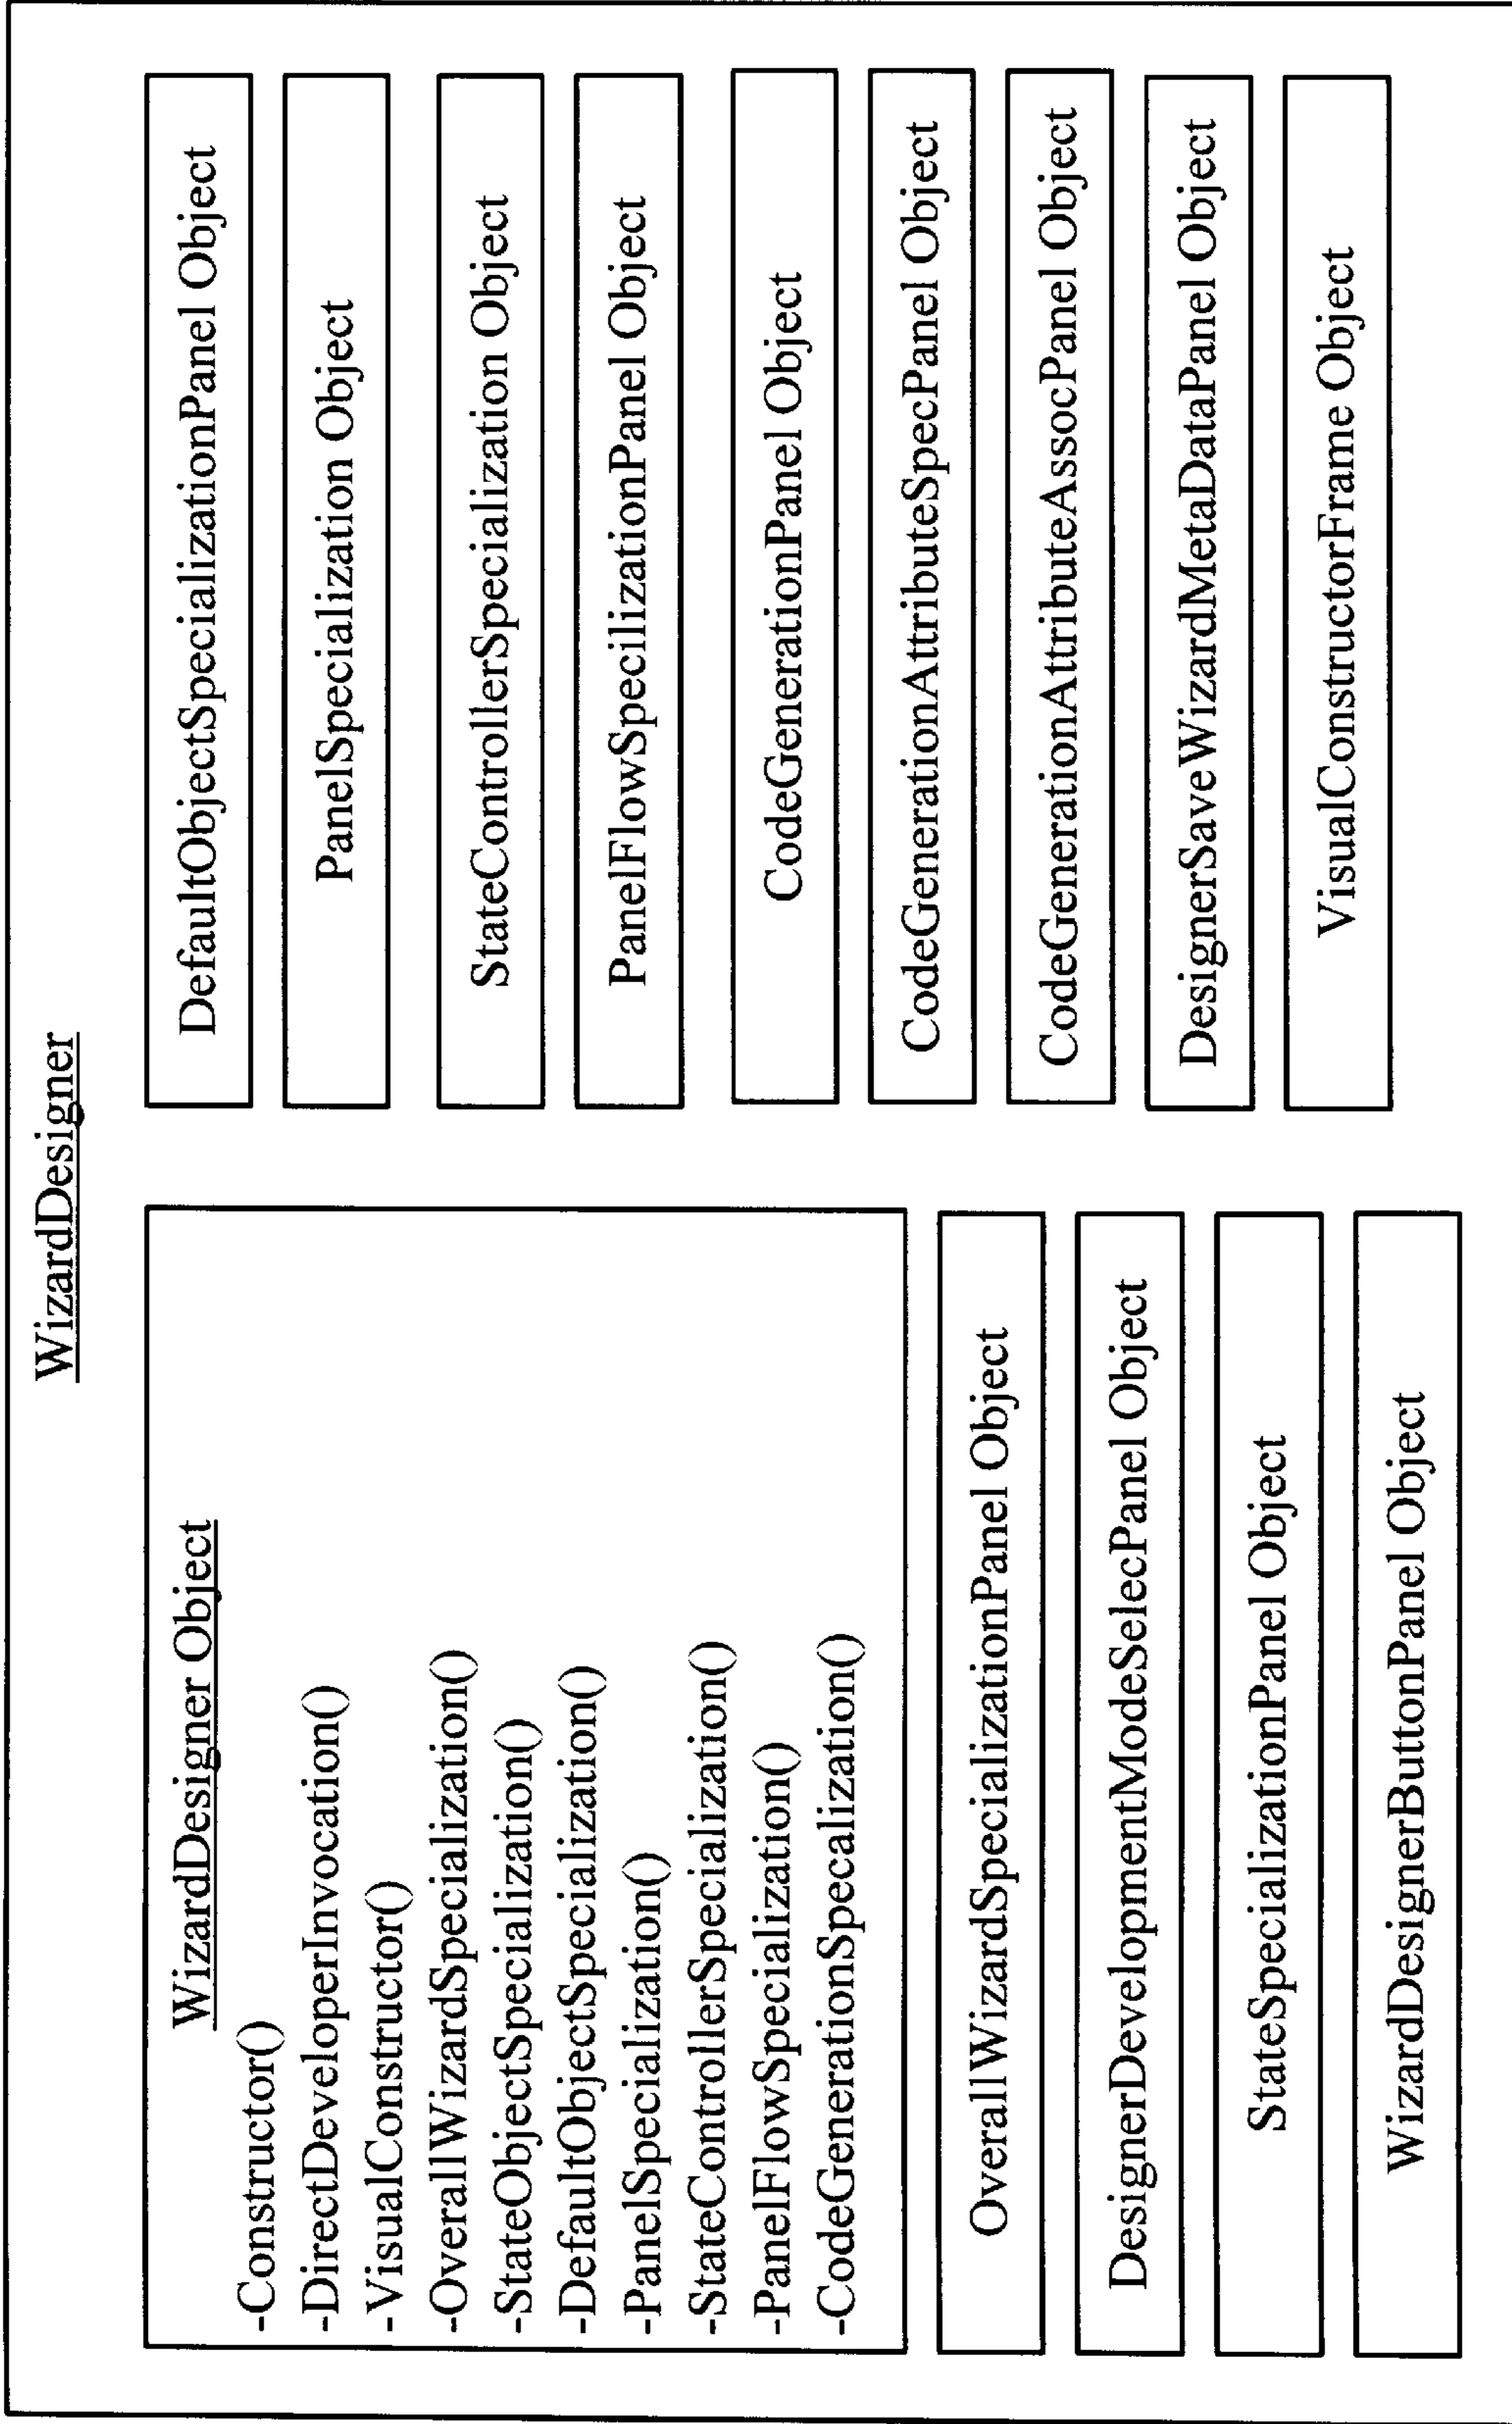 WizardDesigner
WizardDesigner Object
-Constructor()
-DirectDeveloperInvocation()
-VisualConstructor()
-OverallWizardSpecialization()
-StateObjectSpecialization()
-DefaultObjectSpecialization()
-PanelSpecialization()
-StateControllerSpecialization()
-PanelFlowSpecialization()
-CodeGenerationSpecalization()
OverallWizardSpecializationPanel Object
DesignerDevelopmentModeSelecPanel Object
StateSpecializationPanel Object
WizardDesignerButtonPanel Object
DefaultObjectSpecializationPanel Object
PanelSpecialization Object
StateControllerSpecialization Object
PanelFlowSpecilizationPanel Object
CodeGenerationPanel Object
CodeGenerationAttributeSpecPanel Object
CodeGenerationAttributeAssocPanel Object
DesignerSaveWizardMetaDataPanel Object
VisualConstructorFrame Object